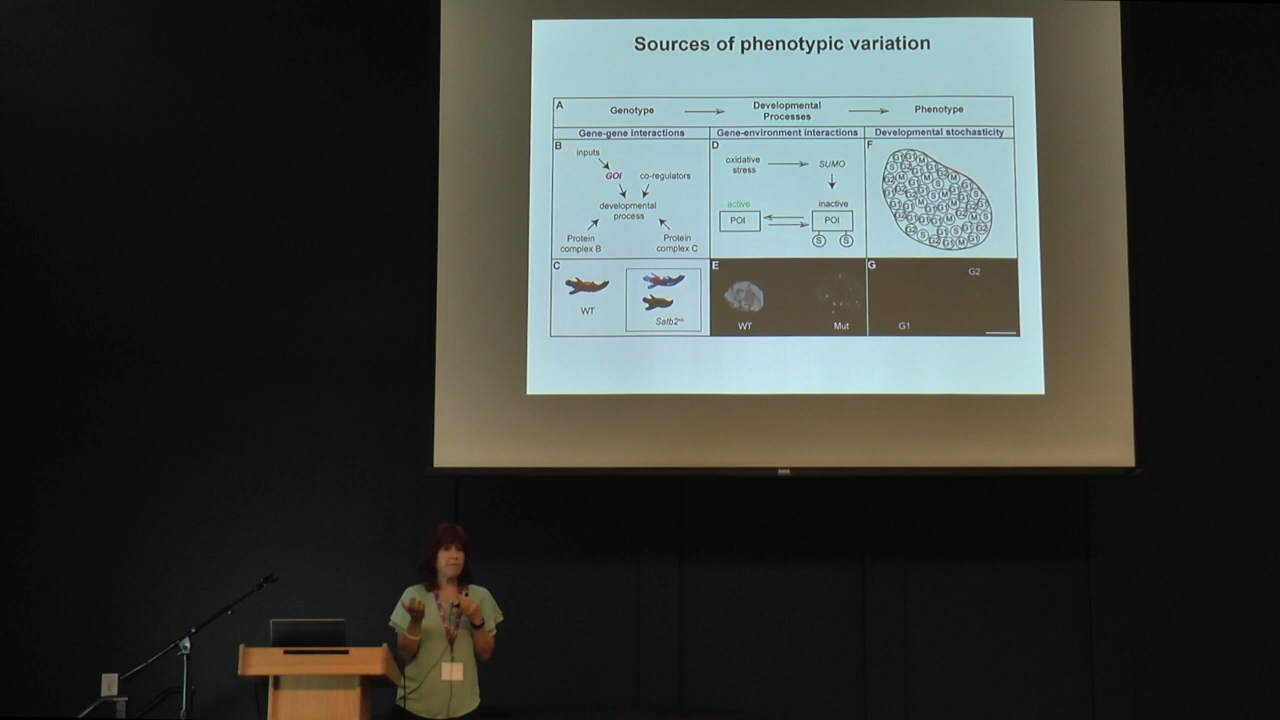 Sources of phenotypic variation
A
Genotype
Developmental
Processes
Phenotype
Gene-gene interactions
Gene-environment interactions
Developmental stochasticity
B
inputs
GOI
co-regulators
developmental
process
Protein
complex B
Protein
complex C
D
oxidative
stress
SUMO
active
inactive
POI
POI
S
S
F
C
WT
Satb2
E
WT
Mut
G
G2
G1